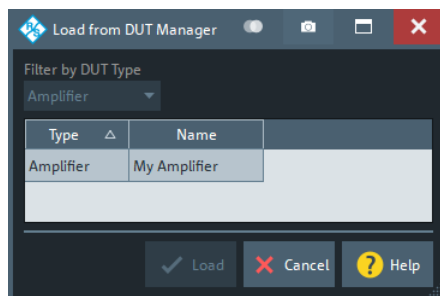 Load from DUT Manager
Filter by DUT Type
Amplifier
Type Name
Amplifier My Amplifier
Load Cancel ? Help